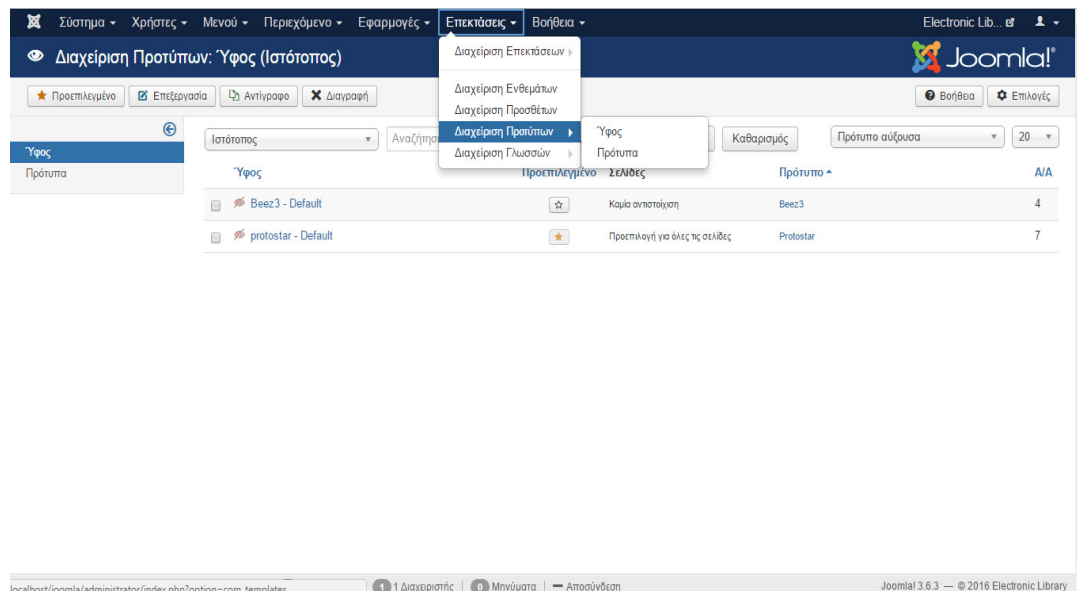 Σύστημα Χρήστες Μενού Περιεχόμενο Εφαρμογές Επεκτάσεις Βοήθεια Electronic Lib...
Διαχείριση Προτύπων: Ύφος (Ιστότοπος) Joomla!®
Προεπιλεγμένο Επεξεργασία Αντίγραφο Διαγραφή Βοήθεια Επιλογές
Διαχείριση Επεκτάσεων
Διαχείριση Ενθεμάτων
Διαχείριση Προσθέτων
Διαχείριση Προτύπων
Διαχείριση Γλωσσών
Ύφος
Πρότυπα
Ύφος
Πρότυπα
Ιστότοπος Καθαρισμός Πρότυπο αύξουσα 20
Ύφος Προεπιλεγμένο Σελίδες Πρότυπο Α/Α
Beez3 - Default Καμία αντιστοίχιση Beez3 4
protostar - Default Προεπιλογή για όλες τις σελίδες Protostar 7
localhost/joomla/administrator/index.php?option=com_templates 1 1 Διαχειριστής 0 Μηνύματα Αποσύνδεση Joomla! 3.6.3 — © 2016 Electronic Library